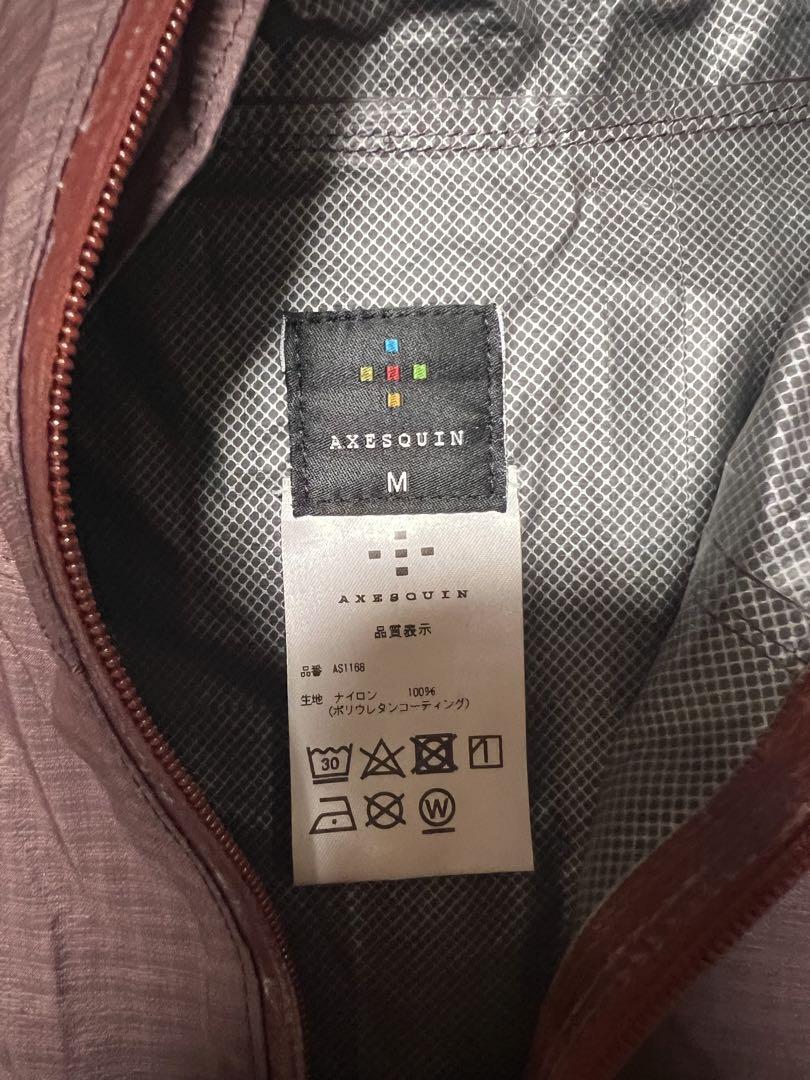 AXESQUIN
M
AXESQUIN
品質表示
品番 AS1168
生地 ナイロン 100%
(ポリウレタンコーティング)
30
W